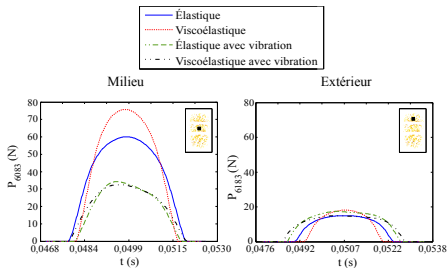 Élastique
Viscoélastique
Élastique avec vibration
Viscoélastique avec vibration
Milieu
Extérieur
80
70
60
50
40
30
20
10
0
P6083 (N)
0,0468 0,0484 0,0499 0,0515 0,0530
t (s)
80
70
60
50
40
30
20
10
0
P6183 (N)
0,0476 0,0492 0,0507 0,0522 0,0538
t (s)